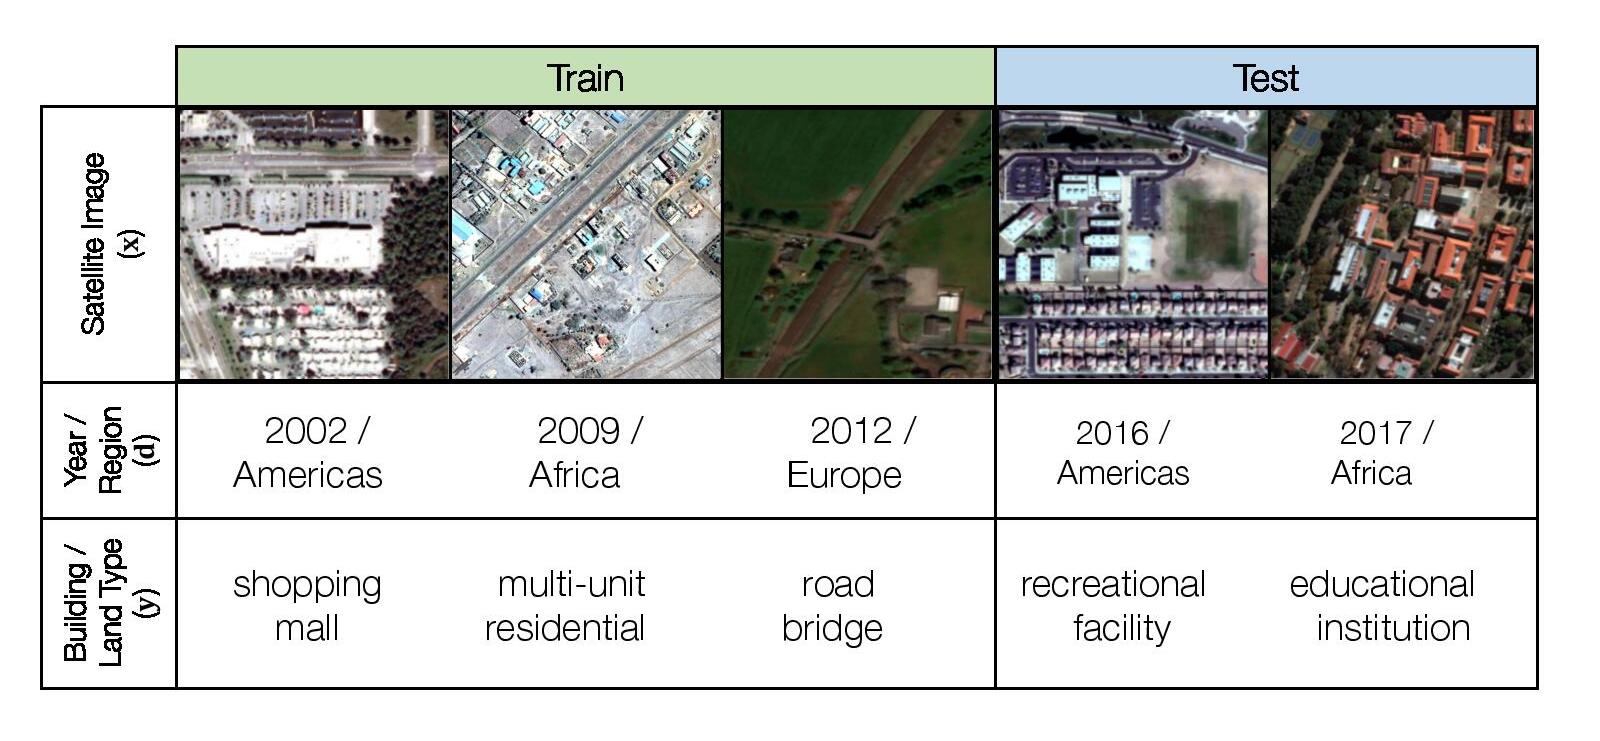 Train
Test
Satellite Image
(x)
Year /
Region
(d)
2002 /
Americas
2009 /
Africa
2012 /
Europe
2016 /
Americas
2017 /
Africa
Building /
Land Type
(y)
shopping
mall
multi-unit
residential
road
bridge
recreational
facility
educational
institution